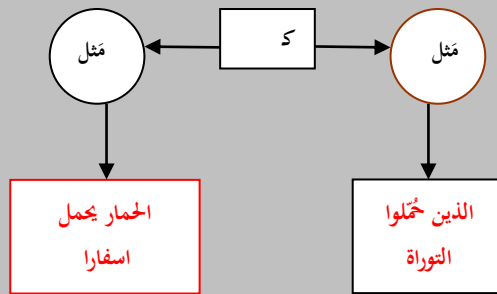 مَثل
كـ
مَثل
الذين حُمّلوا
التوراة
الحمار يحمل
اسفارا